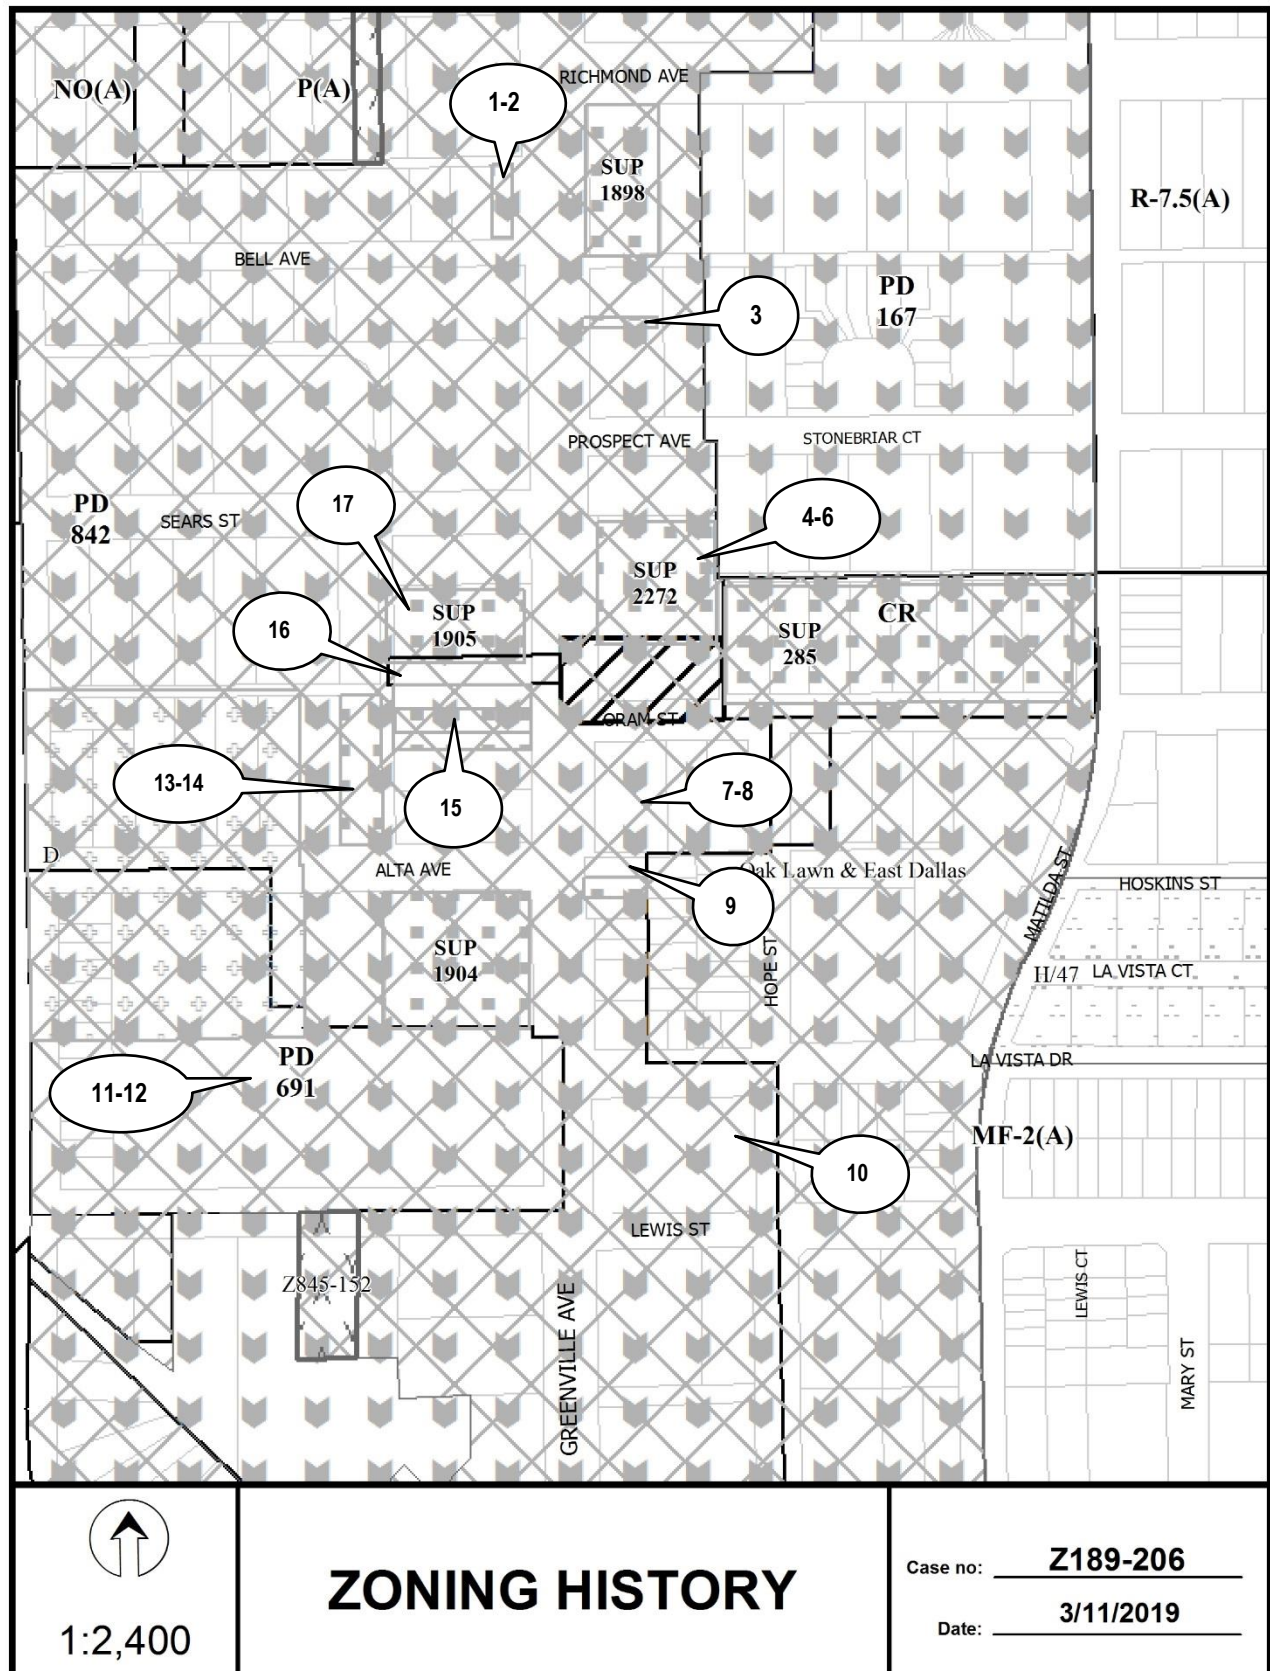 RICHMOND AVE
NO(A)
P(A)
1-2
SUP
1898
R-7.5(A)
BELL AVE
PD
167
3
PROSPECT AVE
STONEBRIAR CT
17
PD
842
SEARS ST
4-6
SUP
2272
SUP
1905
CR
SUP
285
16
ORAM ST
13-14
15
7-8
D
ALTA AVE
Oak Lawn & East Dallas
MATILDA ST
HOSKINS ST
9
SUP
1904
HOPE ST
H/47
LA VISTA CT
PD
691
LA VISTA DR
11-12
MF-2(A)
10
LEWIS ST
Z845-152
GREENVILLE AVE
LEWIS CT
MARY ST
1:2,400
ZONING HISTORY
Case no: Z189-206
Date: 3/11/2019